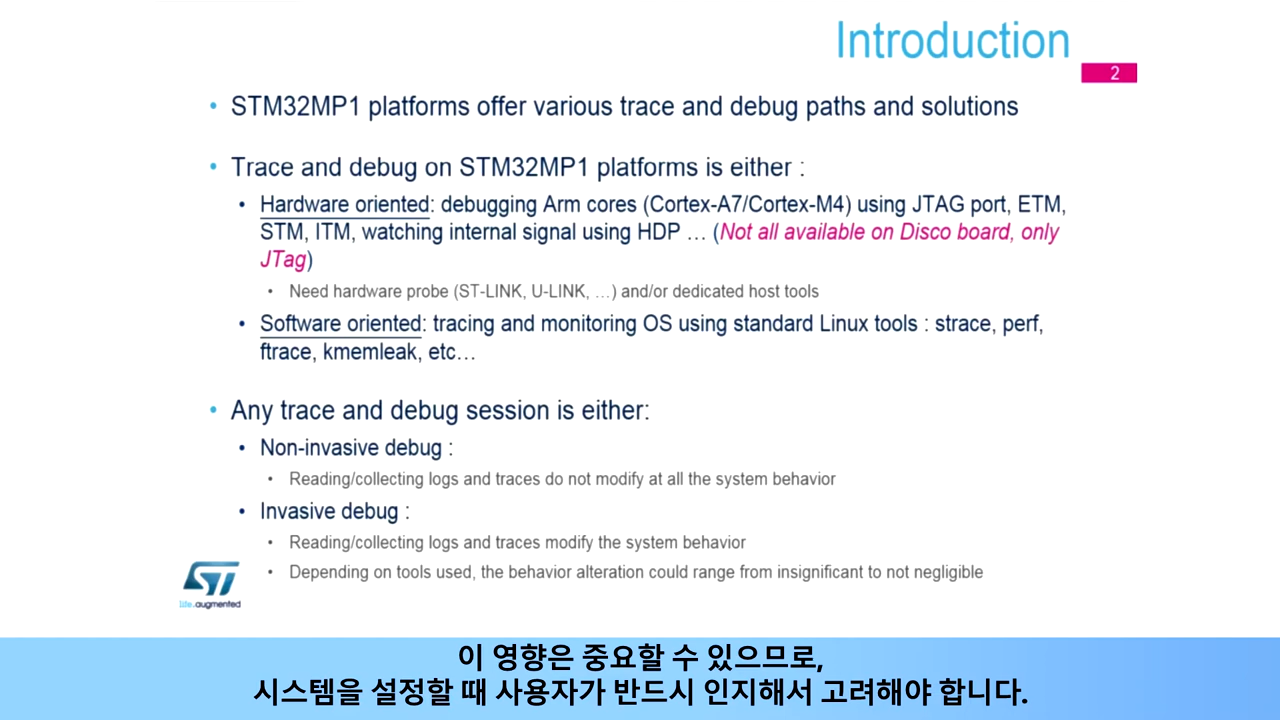 Introduction
2
• STM32MP1 platforms offer various trace and debug paths and solutions
• Trace and debug on STM32MP1 platforms is either :
• Hardware oriented: debugging Arm cores (Cortex-A7/Cortex-M4) using JTAG port, ETM,
STM, ITM, watching internal signal using HDP … (Not all available on Disco board, only
JTag)
• Need hardware probe (ST-LINK, U-LINK, …) and/or dedicated host tools
• Software oriented: tracing and monitoring OS using standard Linux tools : strace, perf,
ftrace, kmemleak, etc…
• Any trace and debug session is either:
• Non-invasive debug :
• Reading/collecting logs and traces do not modify at all the system behavior
• Invasive debug :
• Reading/collecting logs and traces modify the system behavior
• Depending on tools used, the behavior alteration could range from insignificant to not negligible
ST
life.augmented
이 영향은 중요할 수 있으므로,
시스템을 설정할 때 사용자가 반드시 인지해서 고려해야 합니다.